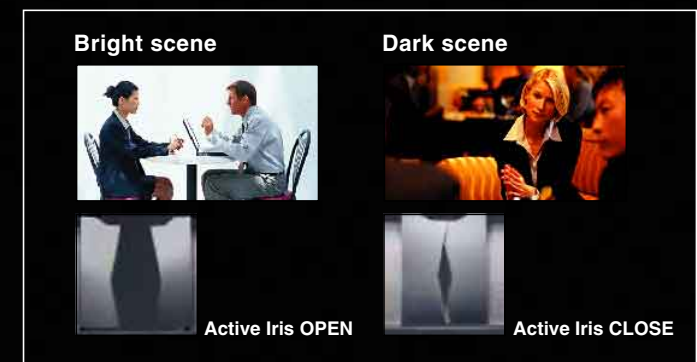 Bright scene
Dark scene
Active Iris OPEN
Active Iris CLOSE